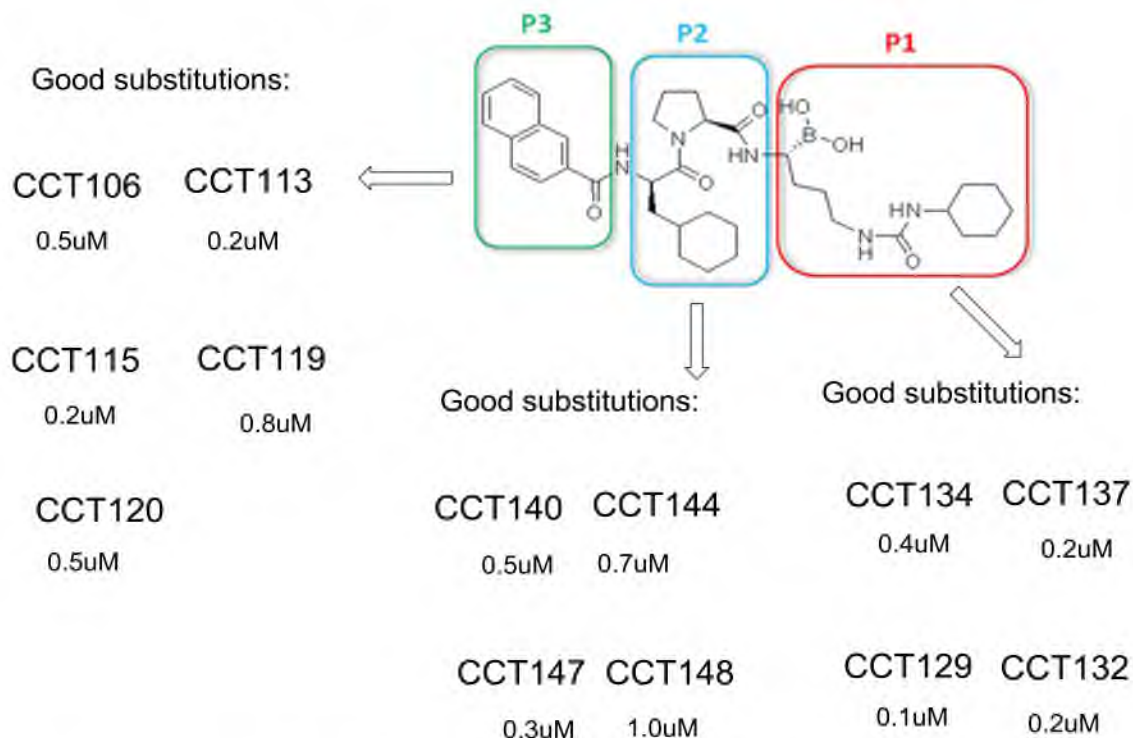 P3
P2
P1
Good substitutions:
CCT106 CCT113
0.5uM 0.2uM
CCT115 CCT119
0.2uM 0.8uM
CCT120
0.5uM
HO
B
OH
O
N
H
O
N
O
NH
O
HN
N
H
O
Good substitutions:
CCT140 CCT144
0.5uM 0.7uM
CCT147 CCT148
0.3uM 1.0uM
Good substitutions:
CCT134 CCT137
0.4uM 0.2uM
CCT129 CCT132
0.1uM 0.2uM